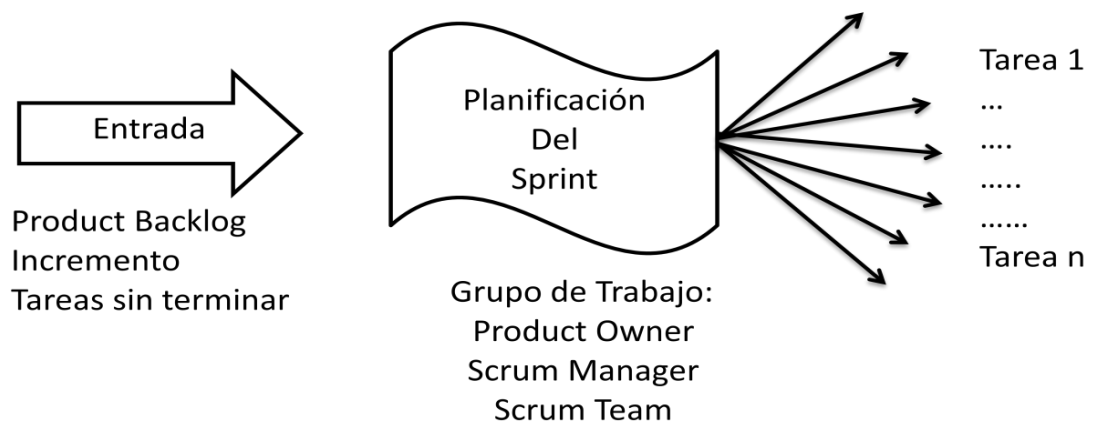 Entrada
Product Backlog
Incremento
Tareas sin terminar
Planificación
Del
Sprint
Grupo de Trabajo:
Product Owner
Scrum Manager
Scrum Team
Tarea 1
...
....
.....
......
Tarea n